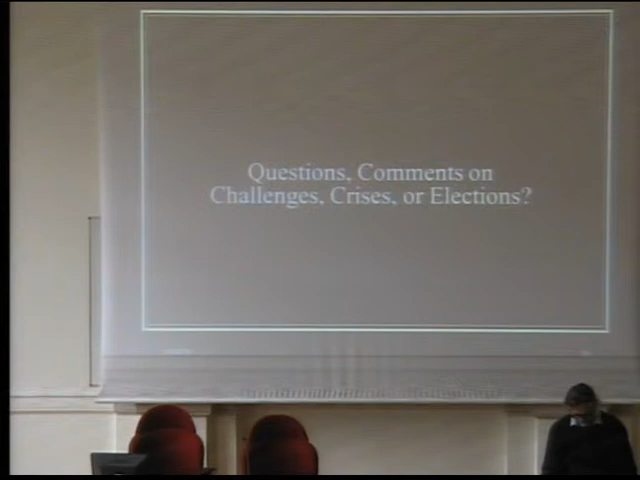 Questions, Comments on
Challenges, Crises, or Elections?